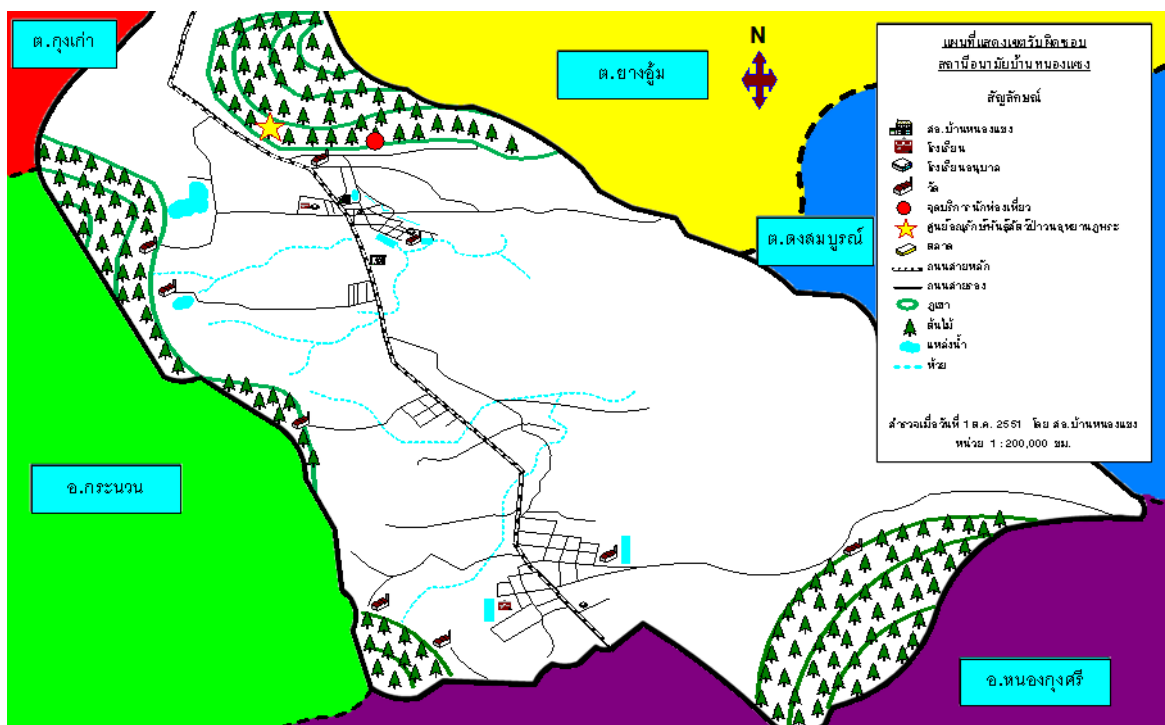 ต.กุงเก่า
ต.ยางอู้ม
N
แผนที่แสดงเขตรับผิดชอบ
สถานีอนามัยบ้านหนองแซง
สัญลักษณ์
สอ.บ้านหนองแซง
โรงเรียน
โรงเรียนอนุบาล
วัด
จุดบริการนักท่องเที่ยว
ศูนย์อนุรักษ์พันธุ์สัตว์ป่าวนอุทยานภูพระ
ตลาด
ถนนสายหลัก
ถนนสายรอง
ภูเขา
ต้นไม้
แหล่งน้ำ
ห้วย
สำรวจเมื่อวันที่ 1 ต.ค. 2551 โดย สอ.บ้านหนองแซง
หน่วย 1 : 200,000 ซม.
ต.ดงสมบูรณ์
อ.กระนวน
อ.หนองกุงศรี